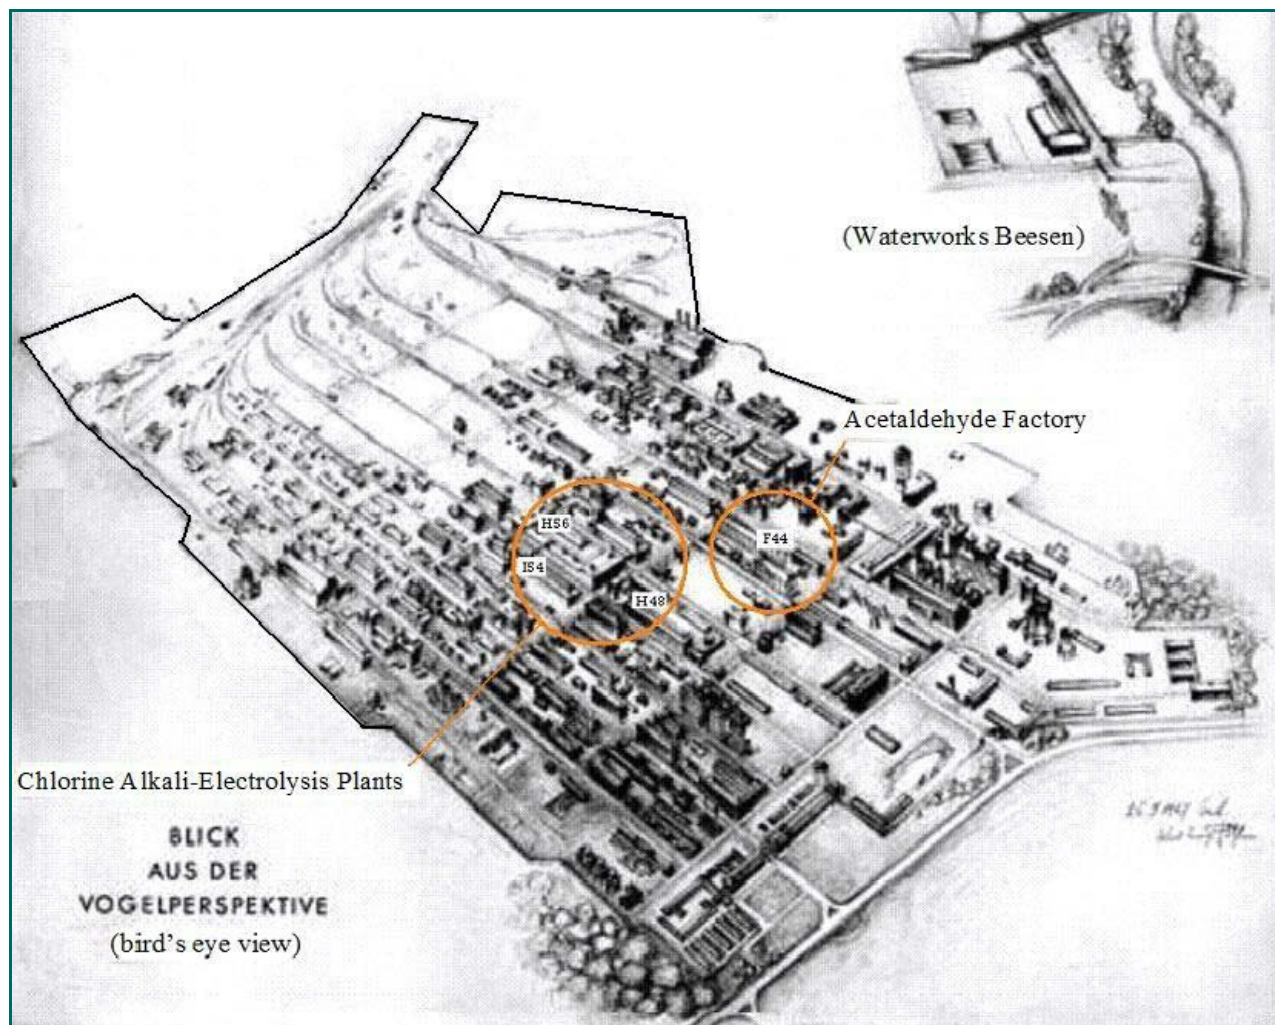 (Waterworks Beesen)
Acetaldehyde Factory
H56
F44
I54
H48
Chlorine Alkali-Electrolysis Plants
BLICK
AUS DER
VOGELPERSPEKTIVE
(bird's eye view)